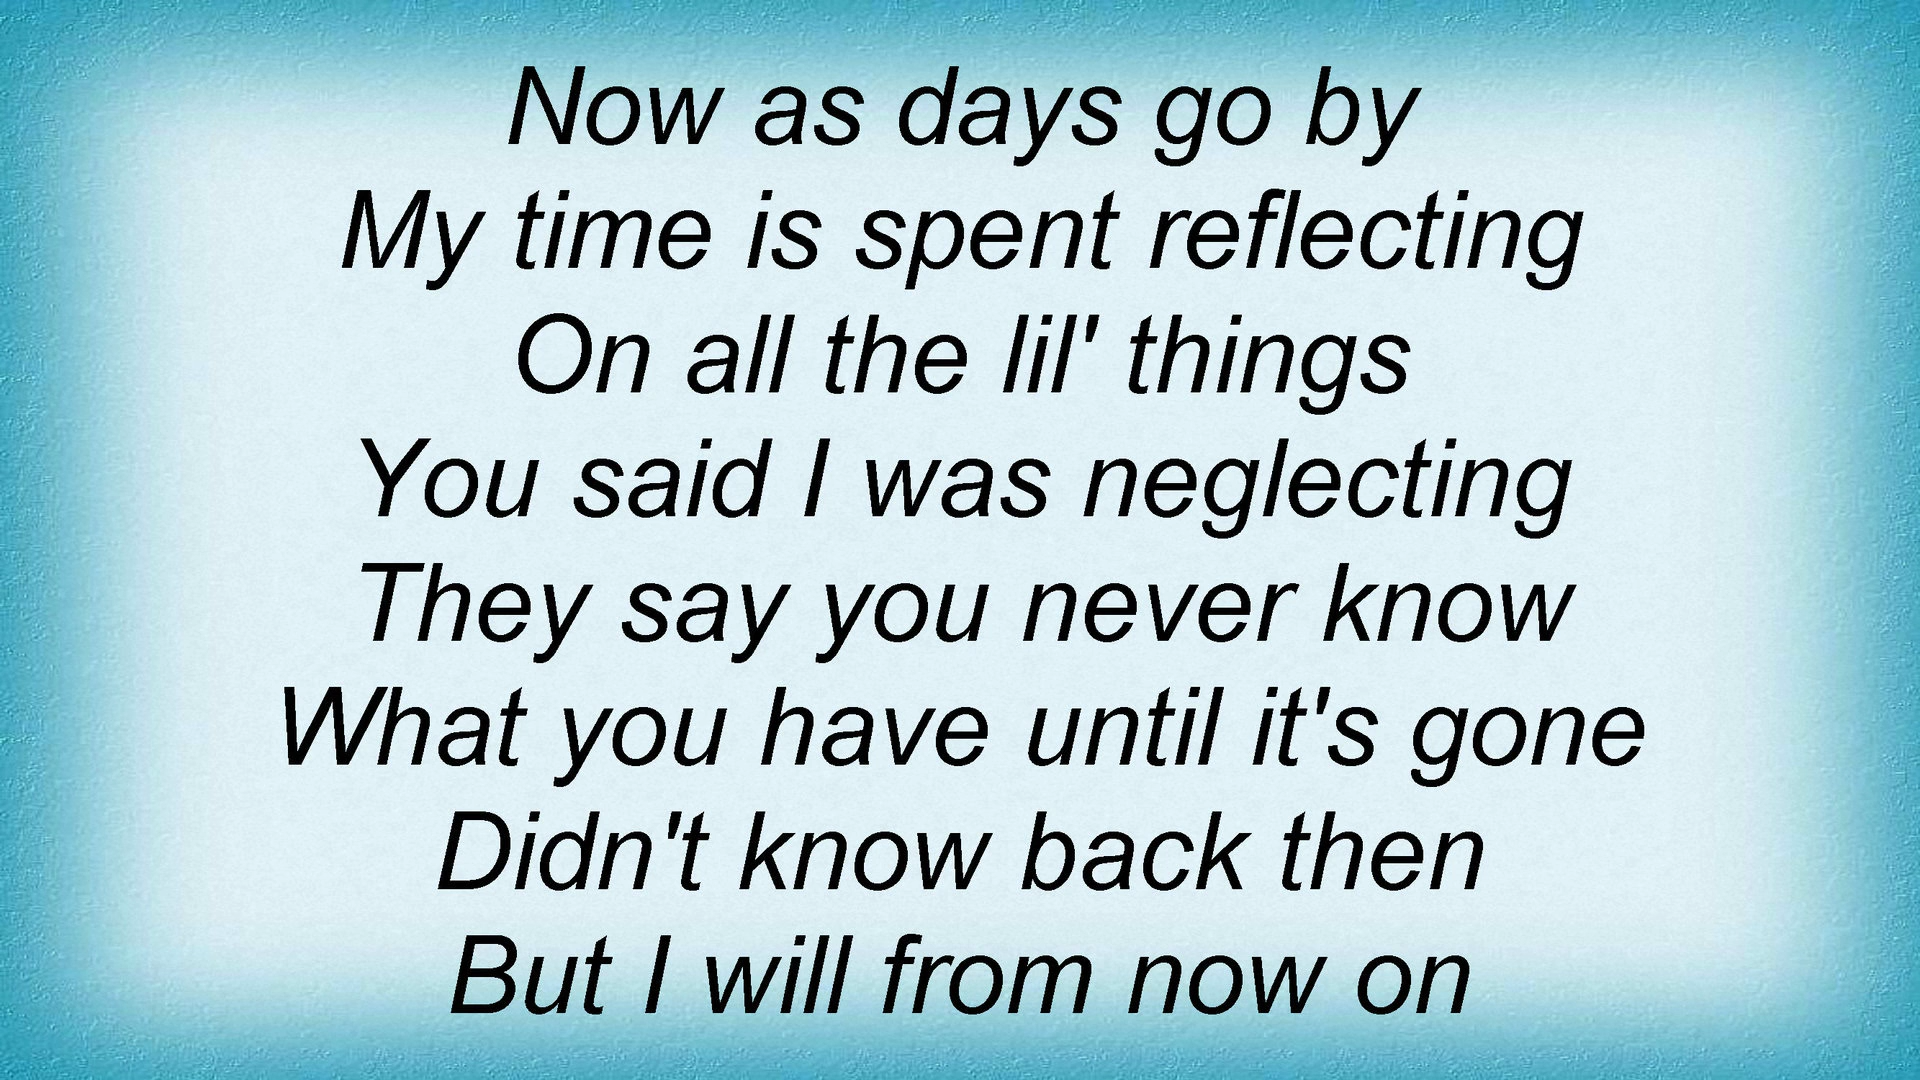 Now as days go by
My time is spent reflecting
On all the lil' things
You said I was neglecting
They say you never know
What you have until it's gone
Didn't know back then
But I will from now on